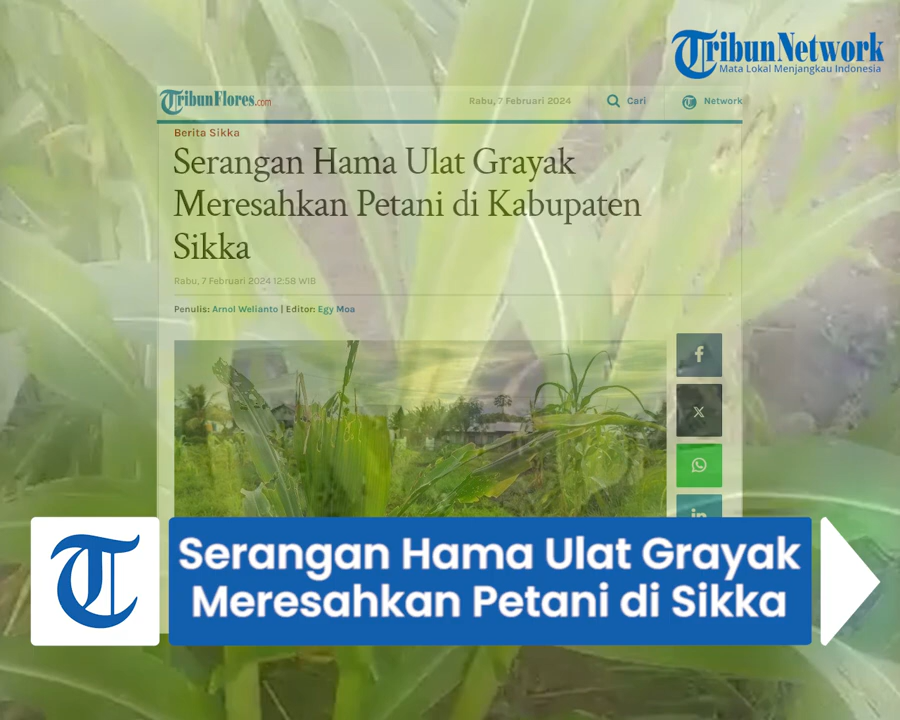 TribunNetwork
Mata Lokal Menjangkau Indonesia
TribunFlores.com
Rabu, 7 Februari 2024
Cari
Network
Berita Sikka
Serangan Hama Ulat Grayak
Meresahkan Petani di Kabupaten
Sikka
Rabu, 7 Februari 2024 12:58 WIB
Penulis: Arnol Welianto | Editor: Egy Moa
Serangan Hama Ulat Grayak
Meresahkan Petani di Sikka